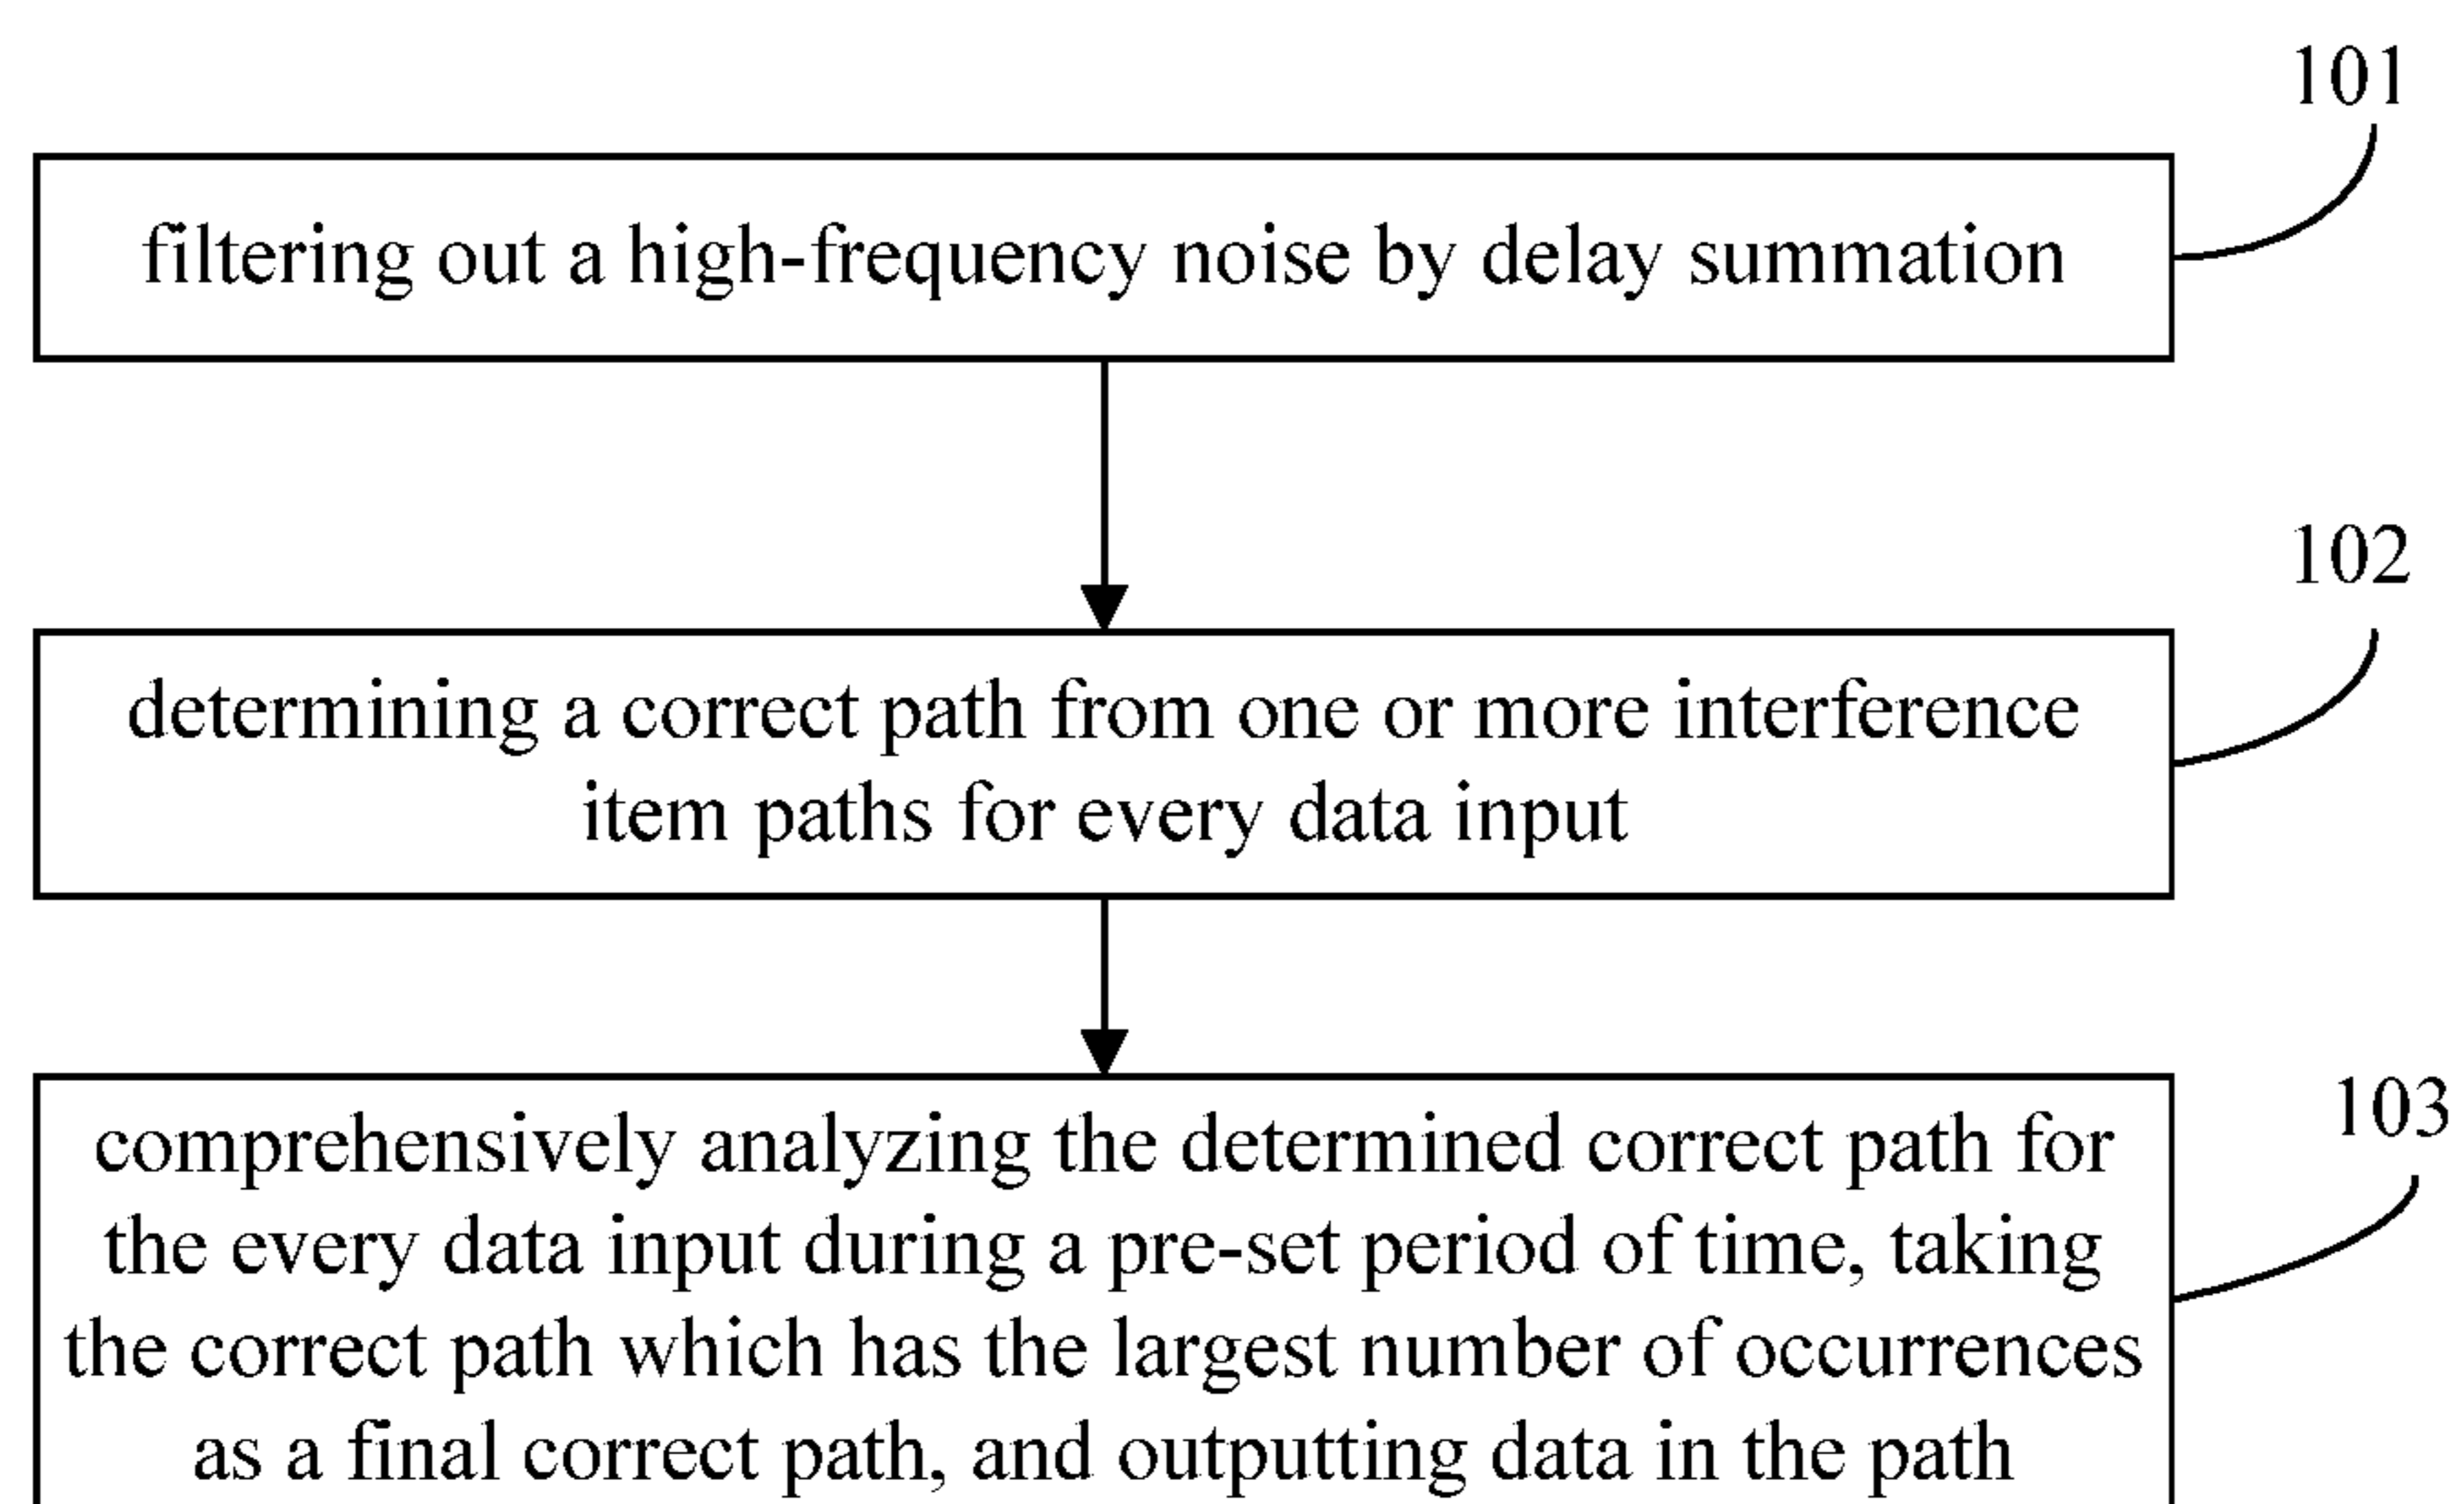 101
filtering out a high-frequency noise by delay summation
102
determining a correct path from one or more interference
item paths for every data input
103
comprehensively analyzing the determined correct path for
the every data input during a pre-set period of time, taking
the correct path which has the largest number of occurrences
as a final correct path, and outputting data in the path